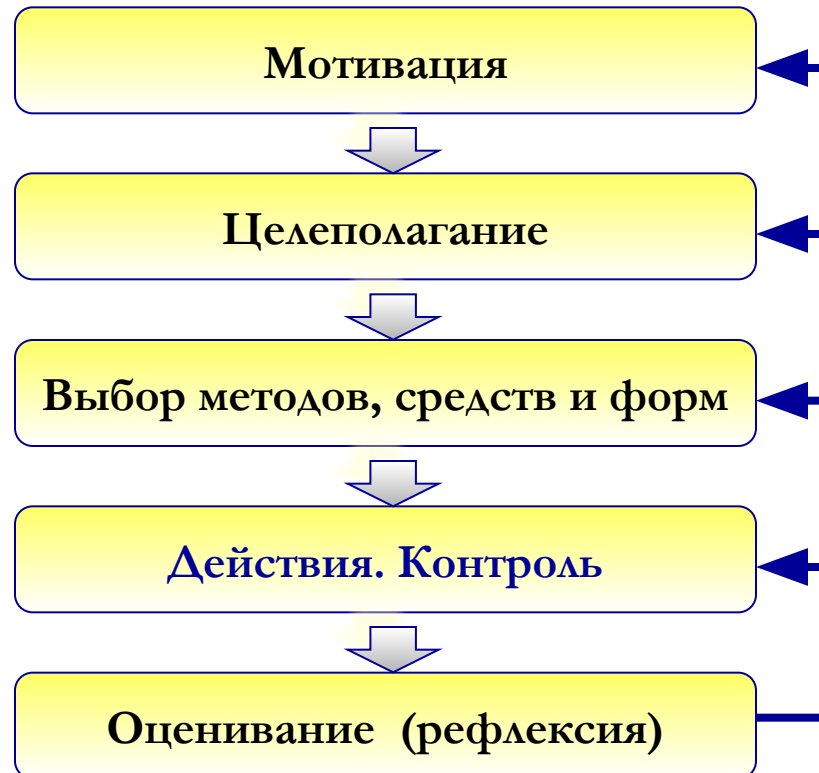 Мотивация
Целеполагание
Выбор методов, средств и форм
Действия. Контроль
Оценивание (рефлексия)